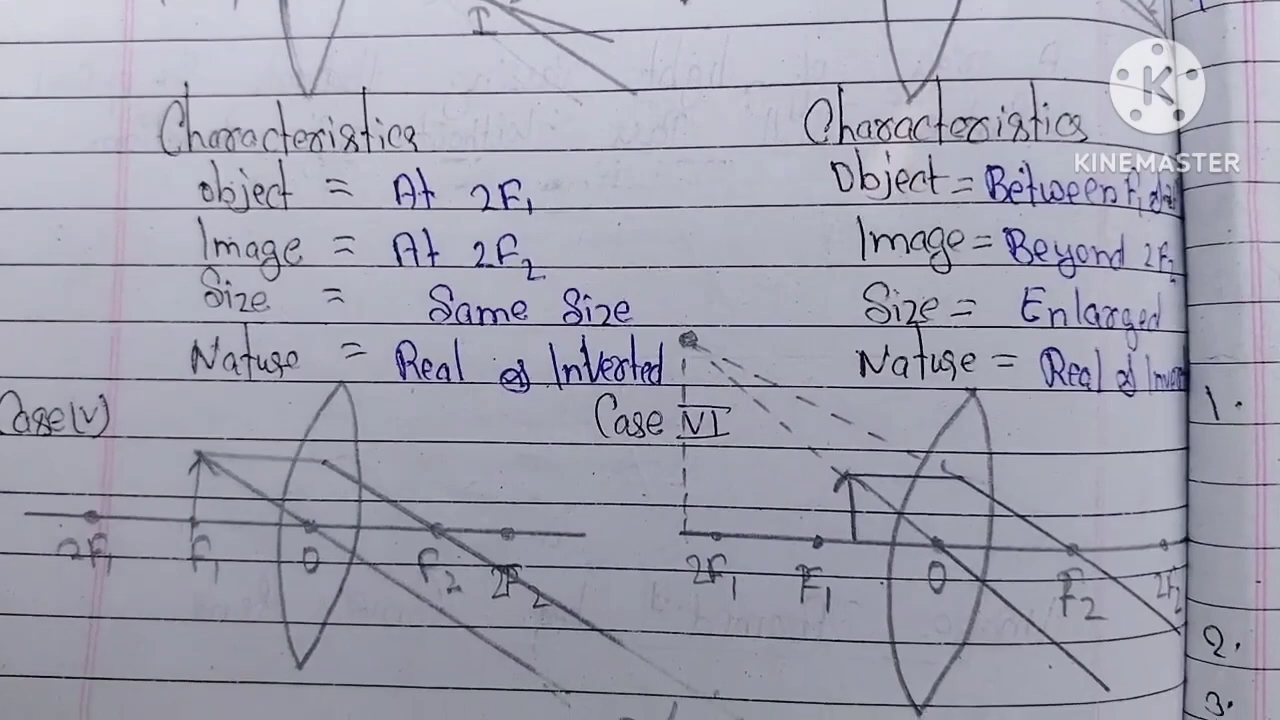 I
Characteristics
Object = At 2F1
Image = At 2F2
Size = Same Size
Nature = Real & Inverted
Characteristics
Object = Between F1
Image = Beyond 2F2
Size = Enlarged
Nature = Real &
Case(V)
2F1 F1 O F2 2F2
Case VI
2F1 F1 O F2 2F2
1.
2.
3.
K
KINEMASTER